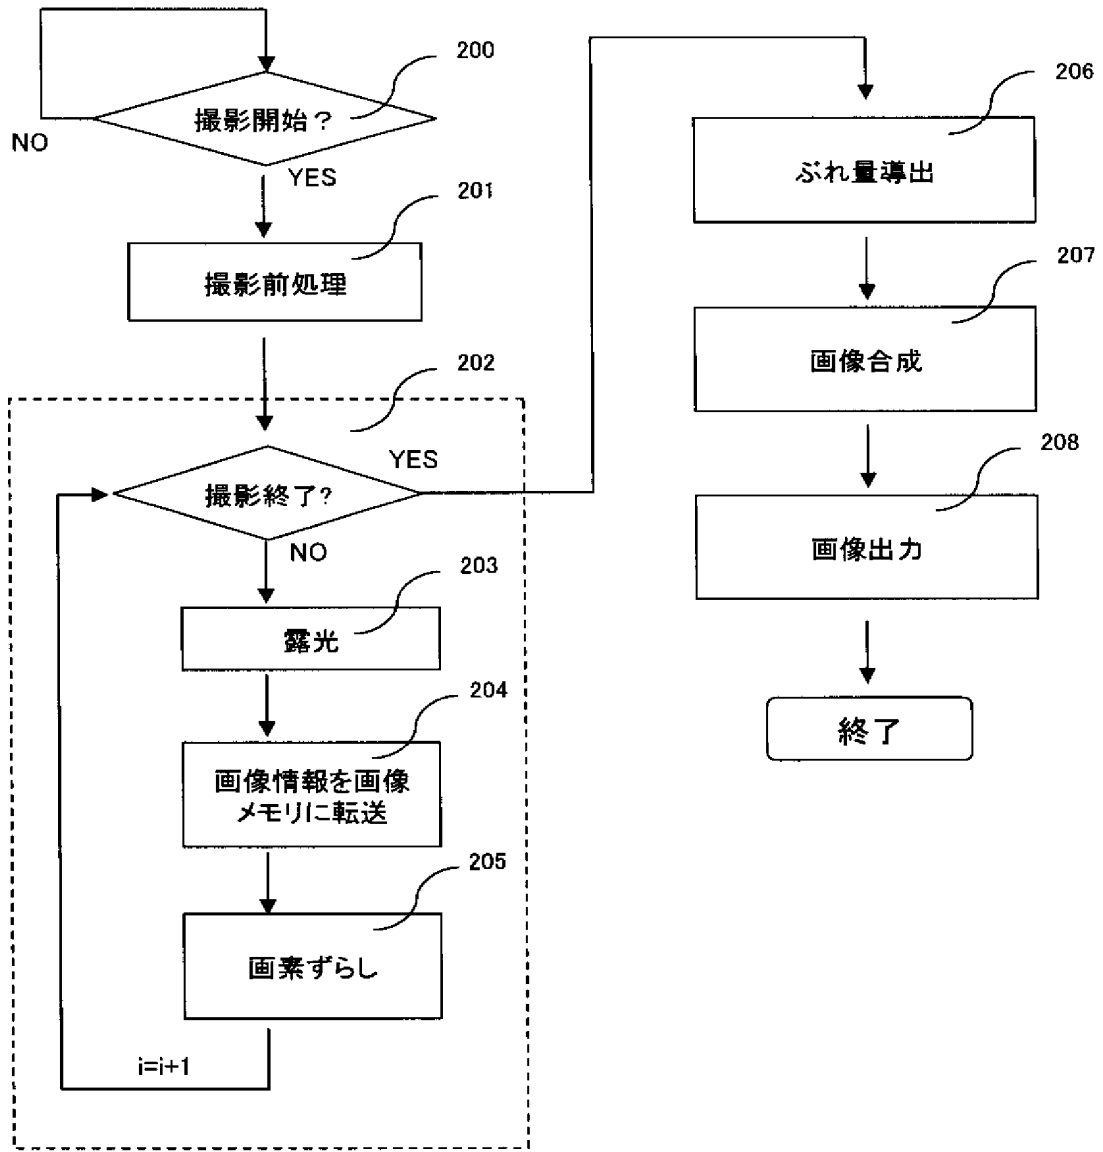 200
撮影開始？
NO
YES
201
撮影前処理
202
撮影終了?
YES
NO
203
露光
204
画像情報を画像
メモリに転送
205
画素ずらし
i=i+1
206
ぶれ量導出
207
画像合成
208
画像出力
終了